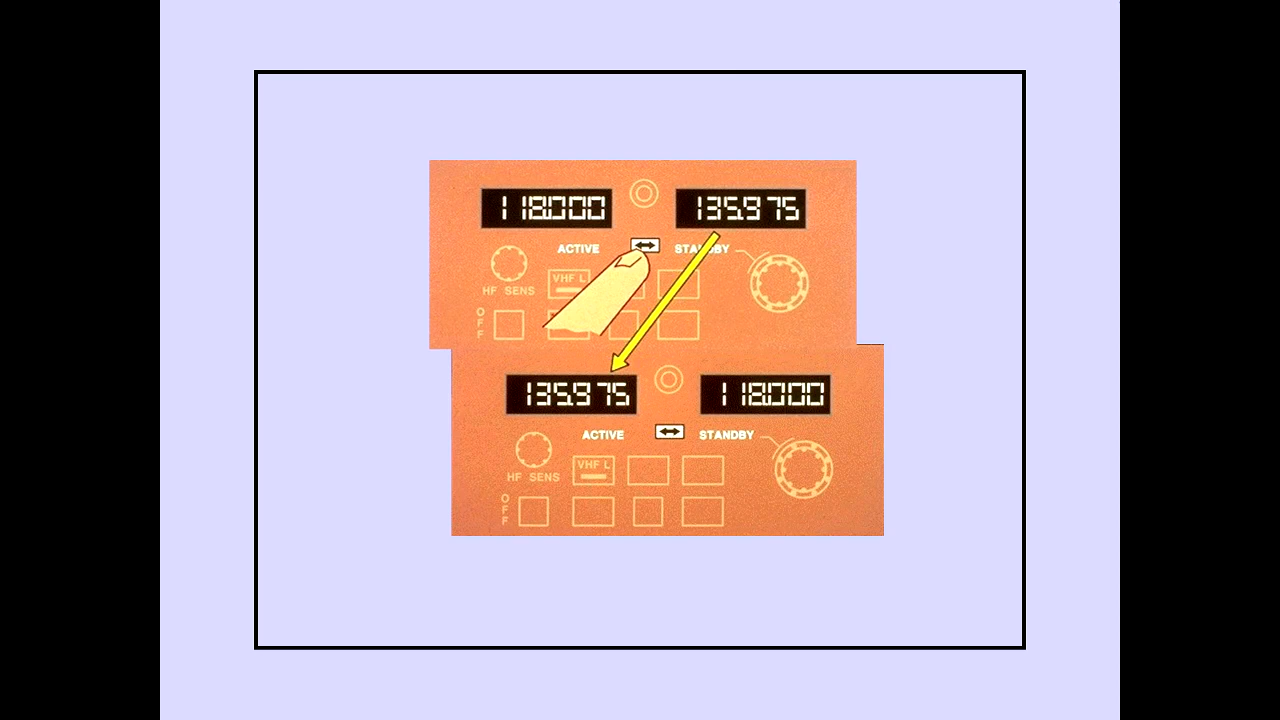 118.000 135.975
ACTIVE STANDBY
VHF L
HF SENS
OFF
135.975 118.000
ACTIVE STANDBY
VHF L
HF SENS
OFF